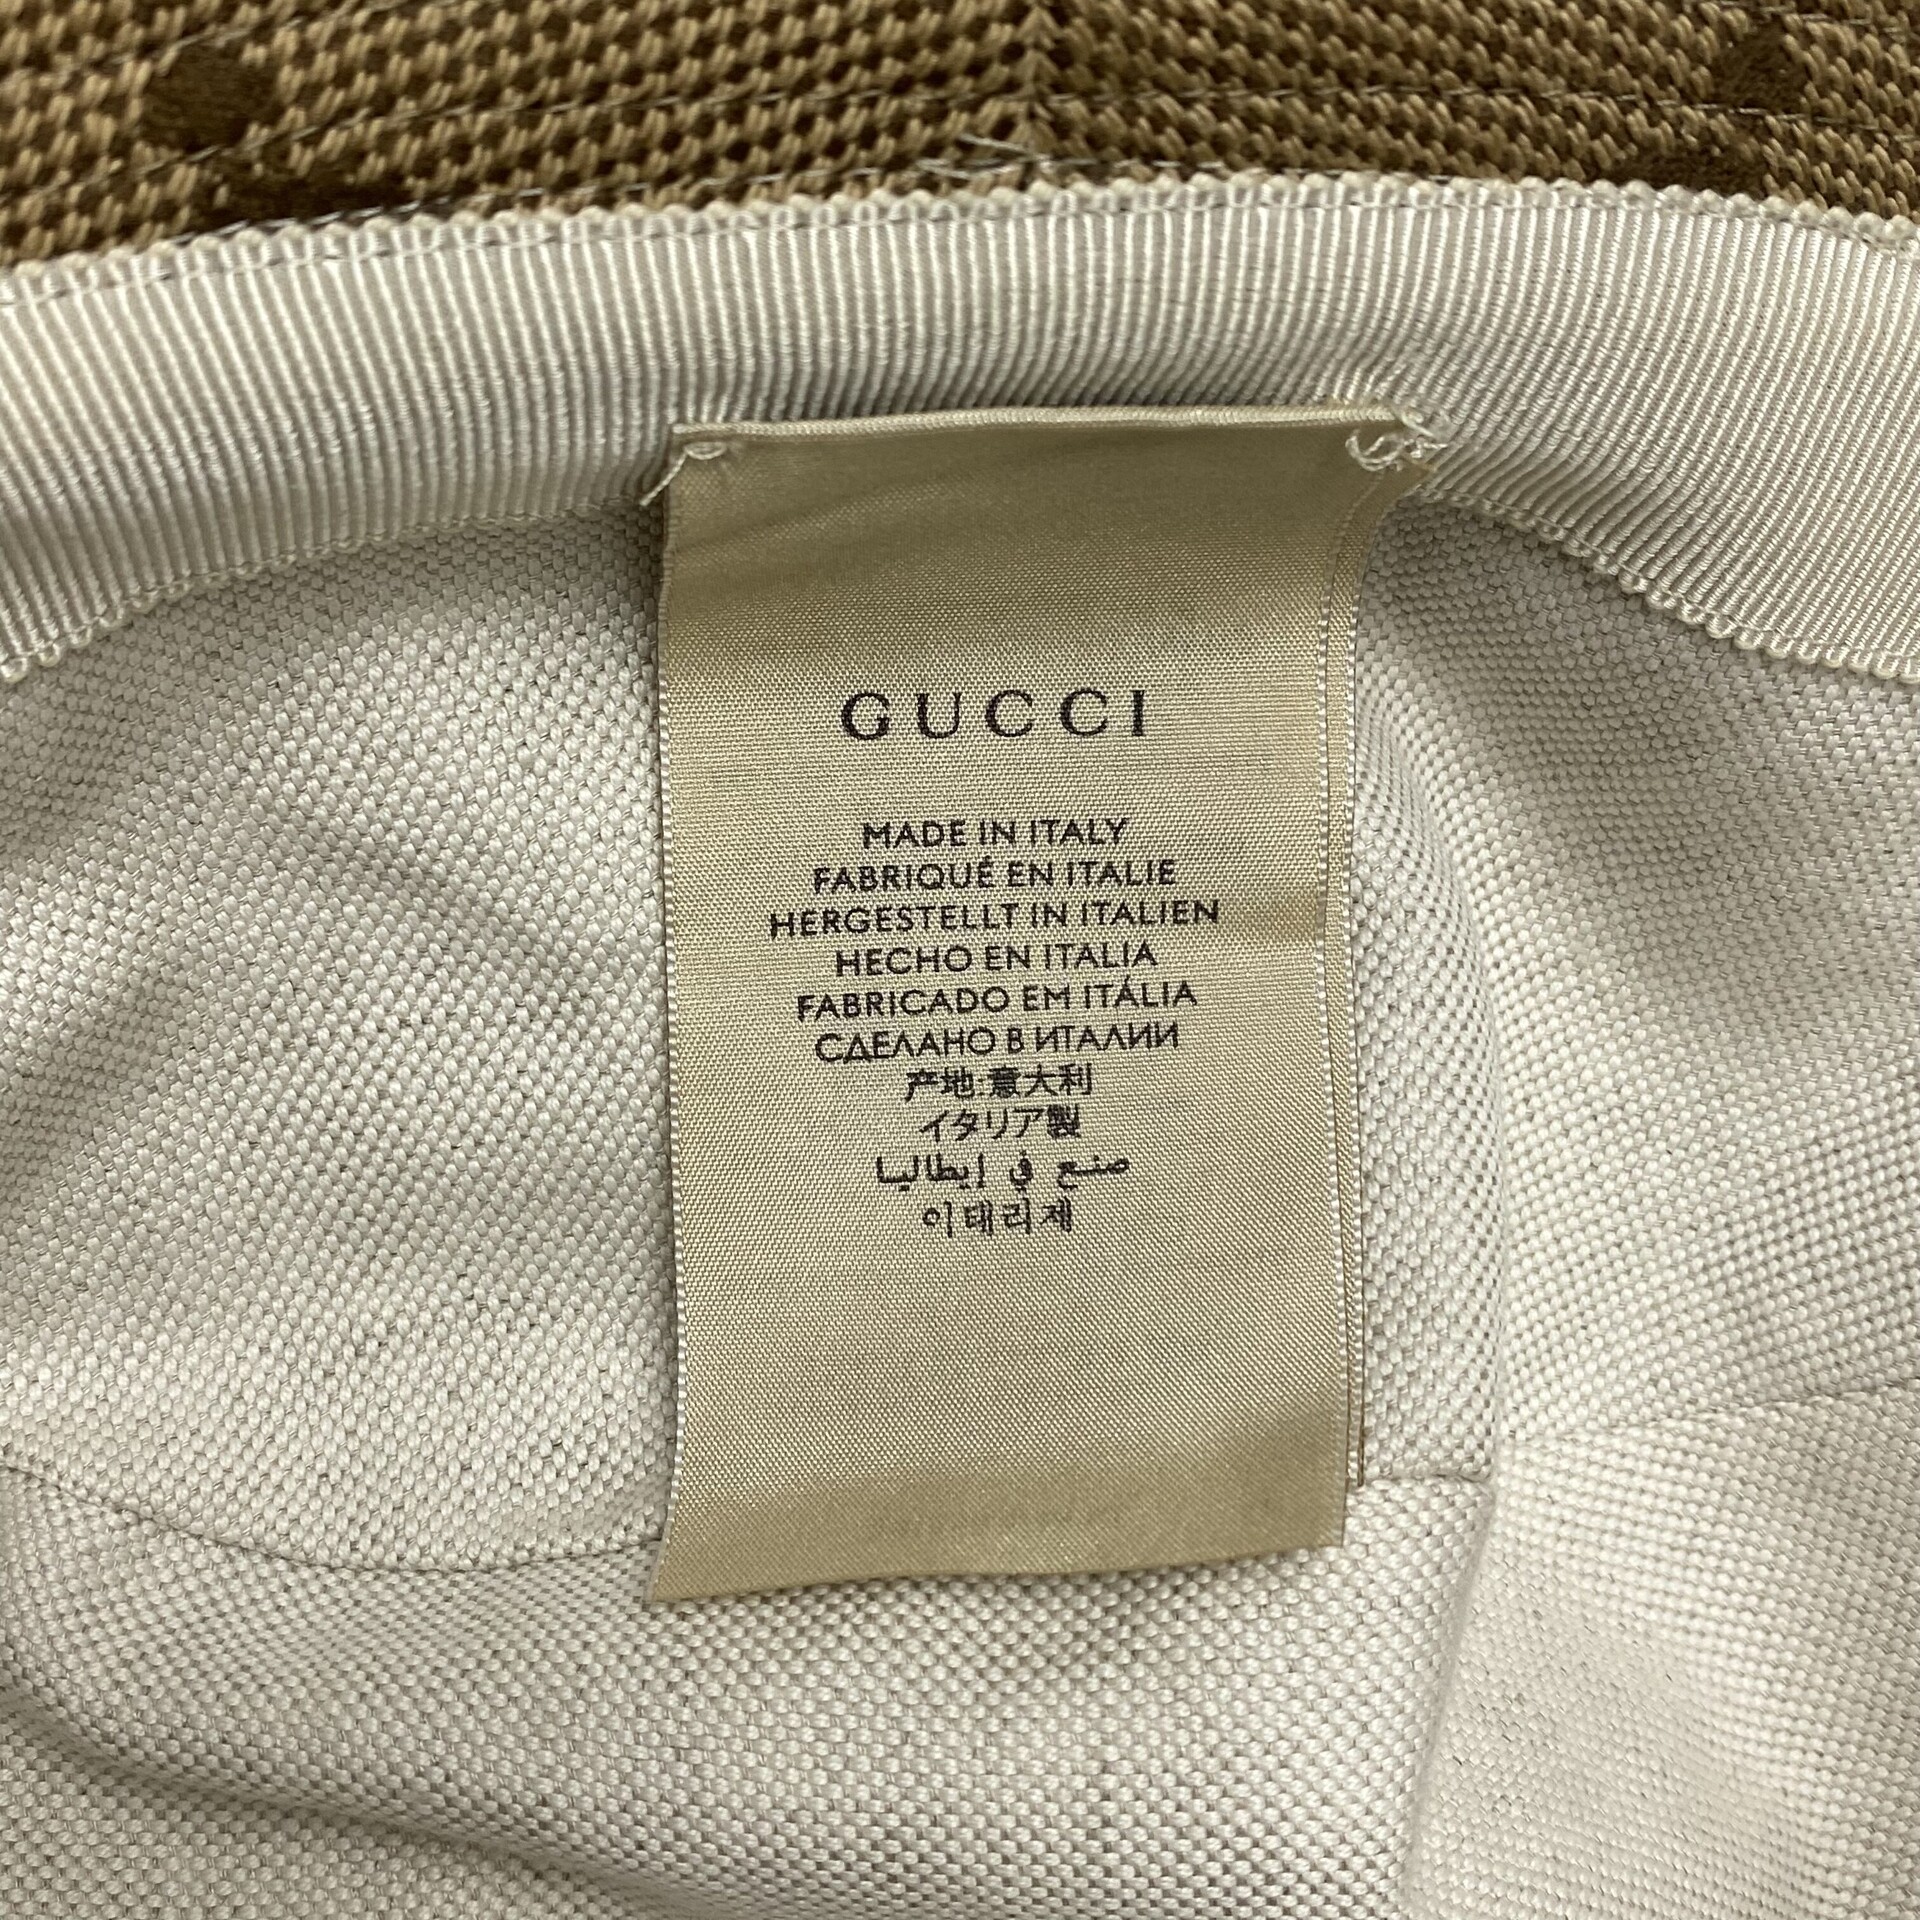 GUCCI
MADE IN ITALY
FABRIQUÉ EN ITALIE
HERGESTELLT IN ITALIEN
HECHO EN ITALIA
FABRICADO EM ITÁLIA
СДЕЛАНО В ИТАЛИИ
产地:意大利
イタリア製
صنع في إيطاليا
이태리제